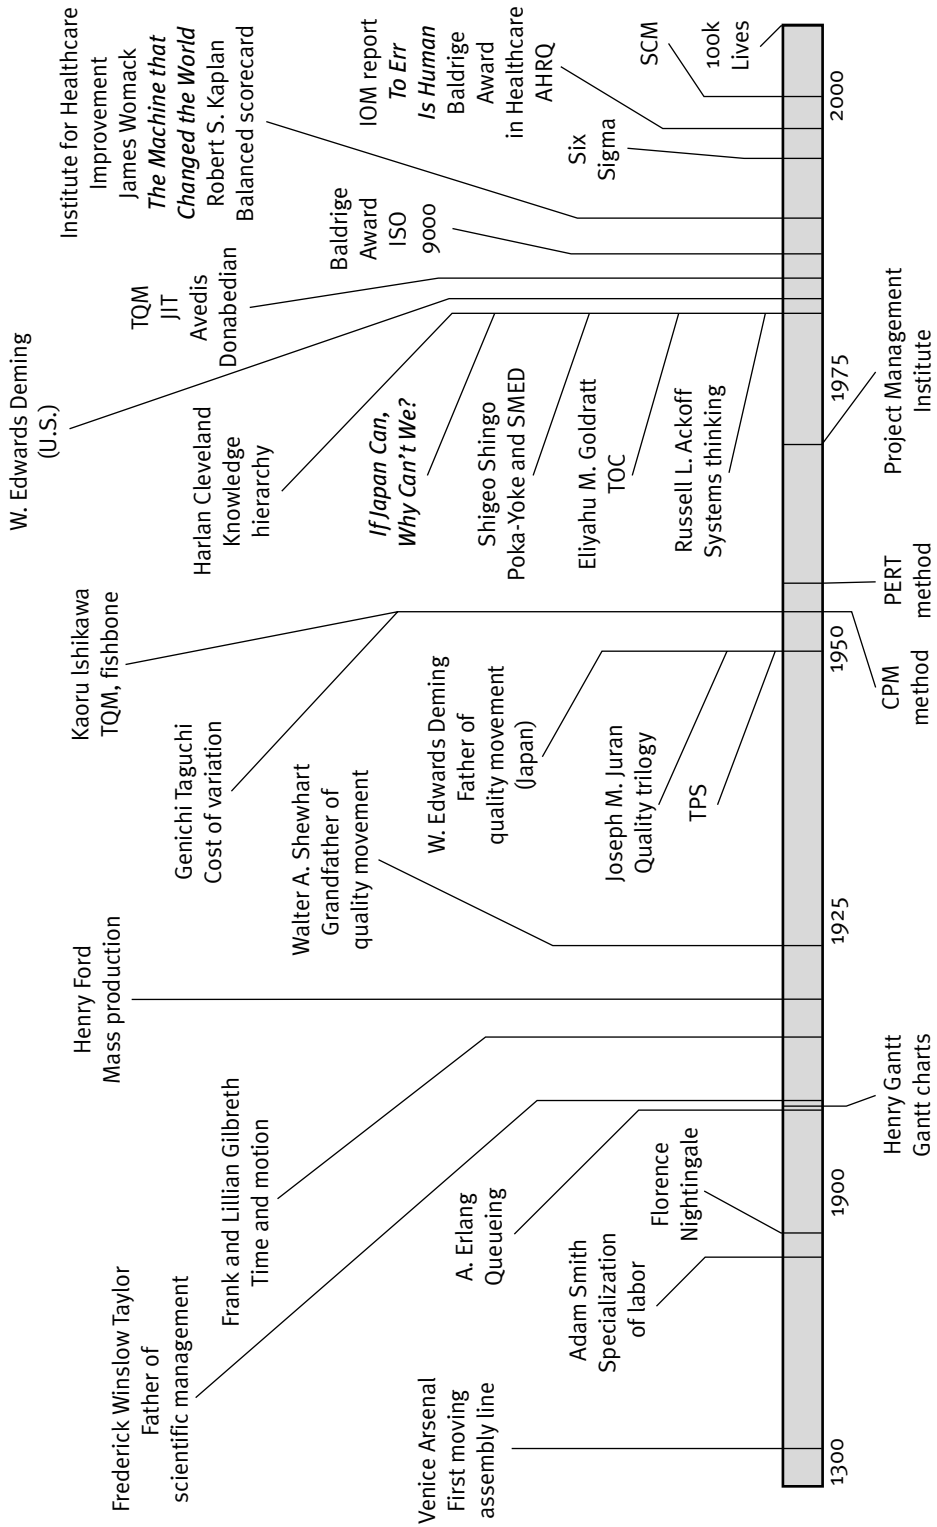 Venice Arsenal
First moving
assembly line
Frederick Winslow Taylor
Father of
scientific management
Adam Smith
Specialization
of labor
Florence
Nightingale
A. Erlang
Queueing
Frank and Lillian Gilbreth
Time and motion
Henry Ford
Mass production
Walter A. Shewhart
Grandfather of
quality movement
Genichi Taguchi
Cost of variation
Kaoru Ishikawa
TQM, fishbone
W. Edwards Deming
Father of
quality movement
(Japan)
Joseph M. Juran
Quality trilogy
TPS
W. Edwards Deming
(U.S.)
Harlan Cleveland
Knowledge
hierarchy
If Japan Can,
Why Can't We?
Shigeo Shingo
Poka-Yoke and SMED
Eliyahu M. Goldratt
TOC
Russell L. Ackoff
Systems thinking
TQM
JIT
Avedis
Donabedian
Baldrige
Award
ISO
9000
Institute for Healthcare
Improvement
James Womack
The Machine that
Changed the World
Robert S. Kaplan
Balanced scorecard
Six
Sigma
IOM report
To Err
Is Human
Baldrige
Award
in Healthcare
AHRQ
SCM
100k
Lives
1300
1900
1925
1950
1975
2000
Henry Gantt
Gantt charts
CPM
method
PERT
method
Project Management
Institute